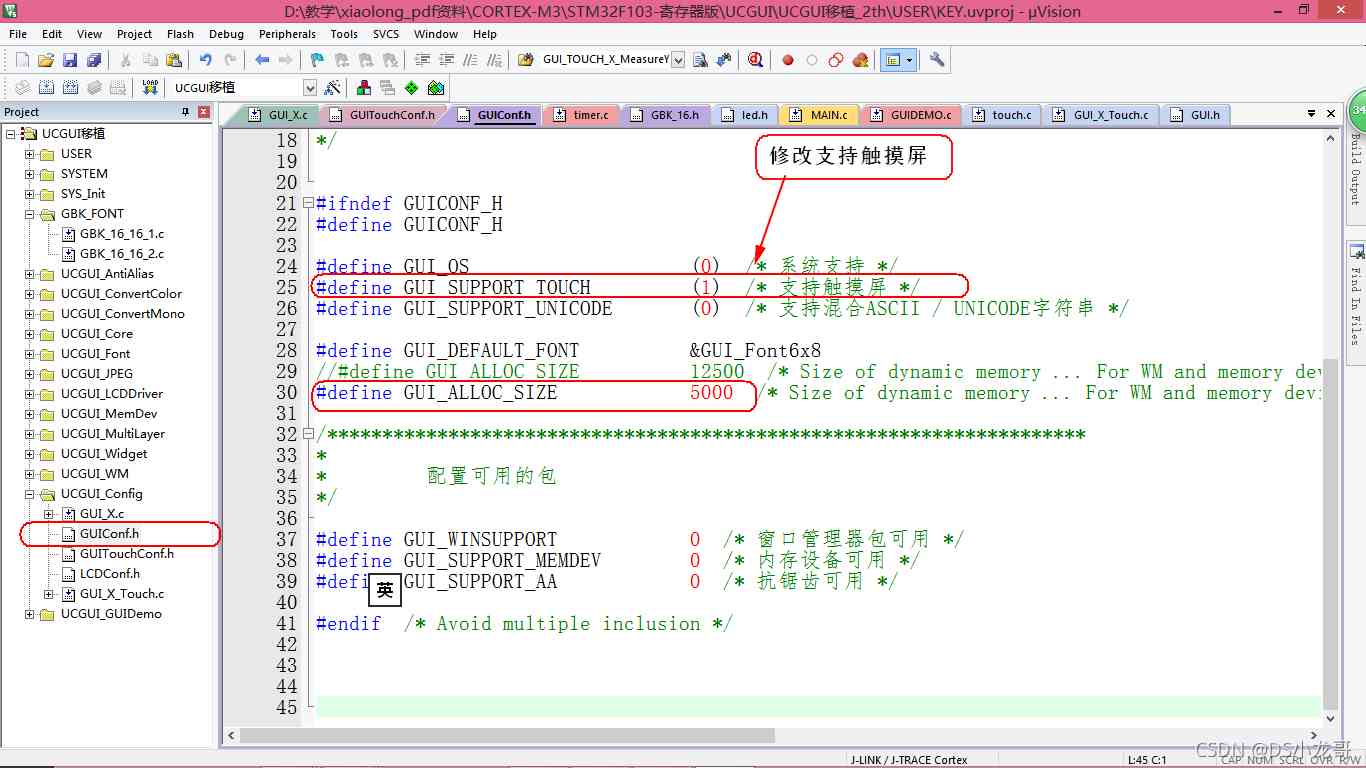 D:\教学\xiaolong_pdf资料\CORTEX-M3\STM32F103-寄存器版\UCGUI\UCGUI移植_2th\USER\KEY.uvproj - µVision
File Edit View Project Flash Debug Peripherals Tools SVCS Window Help
GUI_TOUCH_X_MeasureY
LOAD UCGUI移植
Project
GUI_X.c GUITouchConf.h GUIConf.h timer.c GBK_16.h led.h MAIN.c GUIDEMO.c touch.c GUI_X_Touch.c GUI.h
34
Build Output
Find In Files
UCGUI移植
USER
SYSTEM
SYS_Init
GBK_FONT
GBK_16_16_1.c
GBK_16_16_2.c
UCGUI_AntiAlias
UCGUI_ConvertColor
UCGUI_ConvertMono
UCGUI_Core
UCGUI_Font
UCGUI_JPEG
UCGUI_LCDDriver
UCGUI_MemDev
UCGUI_MultiLayer
UCGUI_Widget
UCGUI_WM
UCGUI_Config
GUI_X.c
GUIConf.h
GUITouchConf.h
LCDConf.h
GUI_X_Touch.c
UCGUI_GUIDemo
修改支持触摸屏
18 */
19
20
21 #ifndef GUICONF_H
22 #define GUICONF_H
23
24 #define GUI_OS (0) /* 系统支持 */
25 #define GUI_SUPPORT_TOUCH (1) /* 支持触摸屏 */
26 #define GUI_SUPPORT_UNICODE (0) /* 支持混合ASCII / UNICODE字符串 */
27
28 #define GUI_DEFAULT_FONT &GUI_Font6x8
29 //#define GUI_ALLOC_SIZE 12500 /* Size of dynamic memory ... For WM and memory dev
30 #define GUI_ALLOC_SIZE 5000 /* Size of dynamic memory ... For WM and memory devi
31
32 /*********************************************************************
33 *
34 * 配置可用的包
35 */
36
37 #define GUI_WINSUPPORT 0 /* 窗口管理器包可用 */
38 #define GUI_SUPPORT_MEMDEV 0 /* 内存设备可用 */
39 #defi GUI_SUPPORT_AA 0 /* 抗锯齿可用 */
英
40
41 #endif /* Avoid multiple inclusion */
42
43
44
45
J-LINK / J-TRACE Cortex L:45 C:1 CAP NUM SCRL OVR R/W
CSDN @DS小龙哥